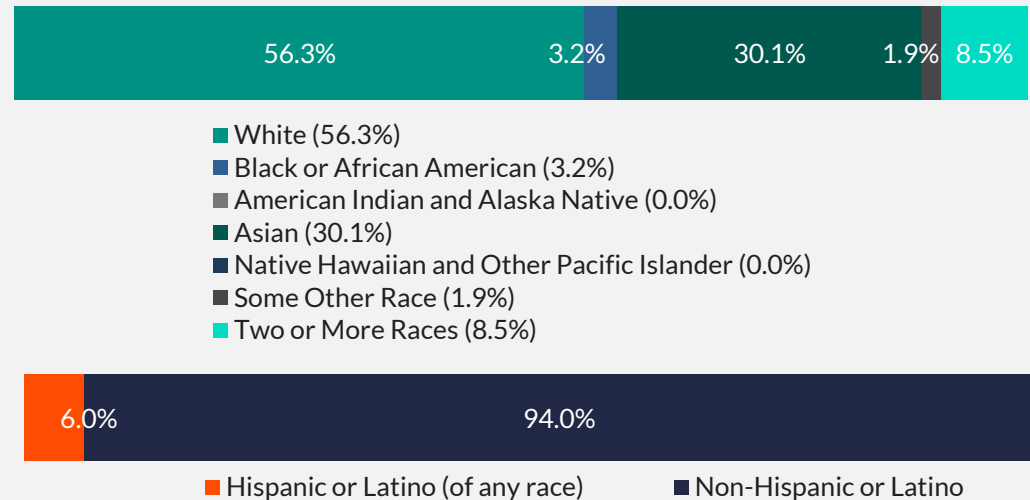 56.3% 3.2% 30.1% 1.9% 8.5%
White (56.3%)
Black or African American (3.2%)
American Indian and Alaska Native (0.0%)
Asian (30.1%)
Native Hawaiian and Other Pacific Islander (0.0%)
Some Other Race (1.9%)
Two or More Races (8.5%)
6.0% 94.0%
Hispanic or Latino (of any race) Non-Hispanic or Latino